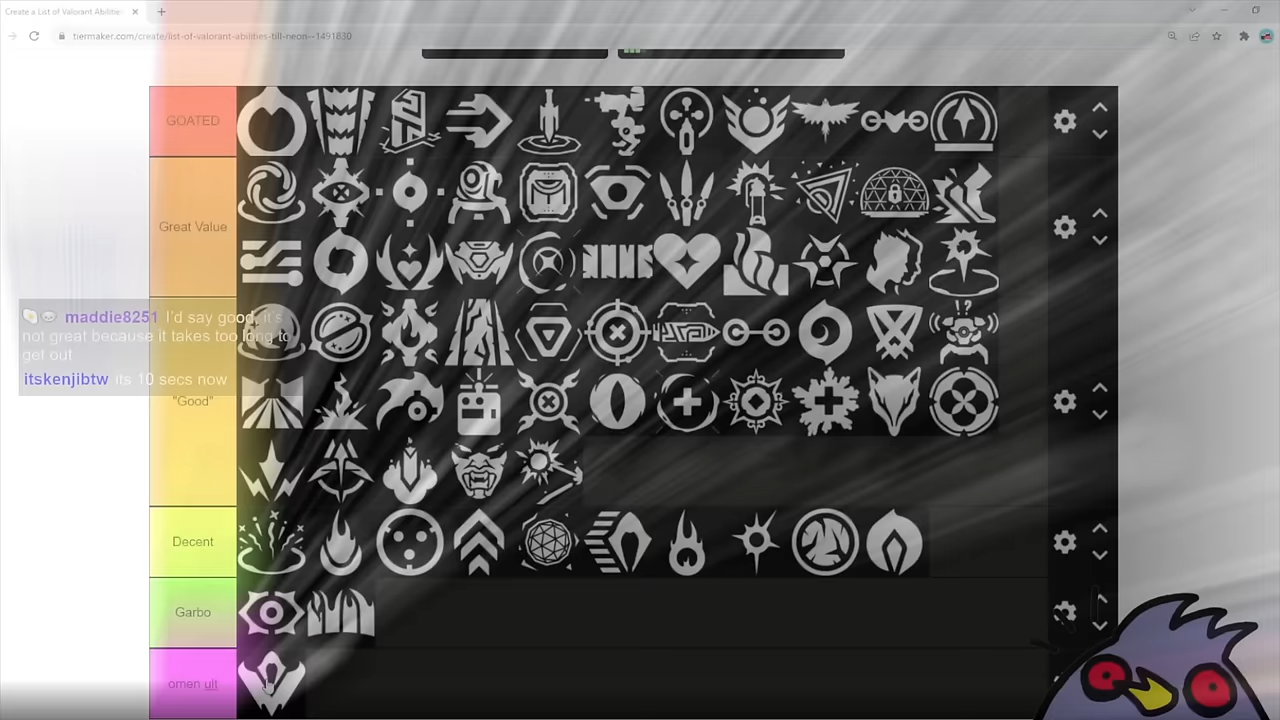 Create a List of Valorant Abilitie
tiermaker.com/create/list-of-valorant-abilities-till-neon--1491830
GOATED
Great Value
maddie8251 I'd say good, it's
not great because it takes too long to
get out
itskenjibtw its 10 secs now
"Good"
Decent
Garbo
omen ult